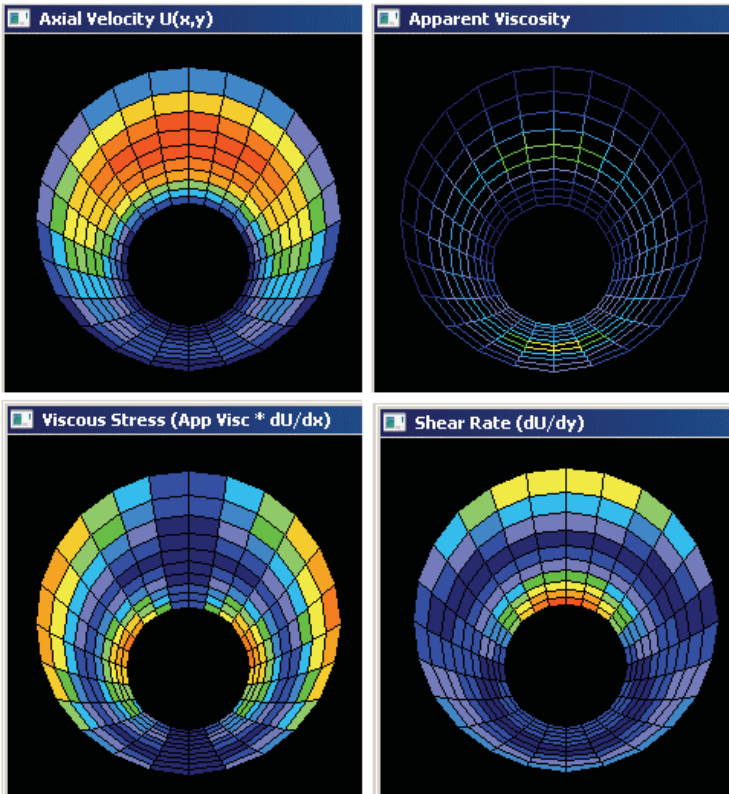 Axial Velocity U(x,y)
Apparent Viscosity
Viscous Stress (App Visc * dU/dx)
Shear Rate (dU/dy)